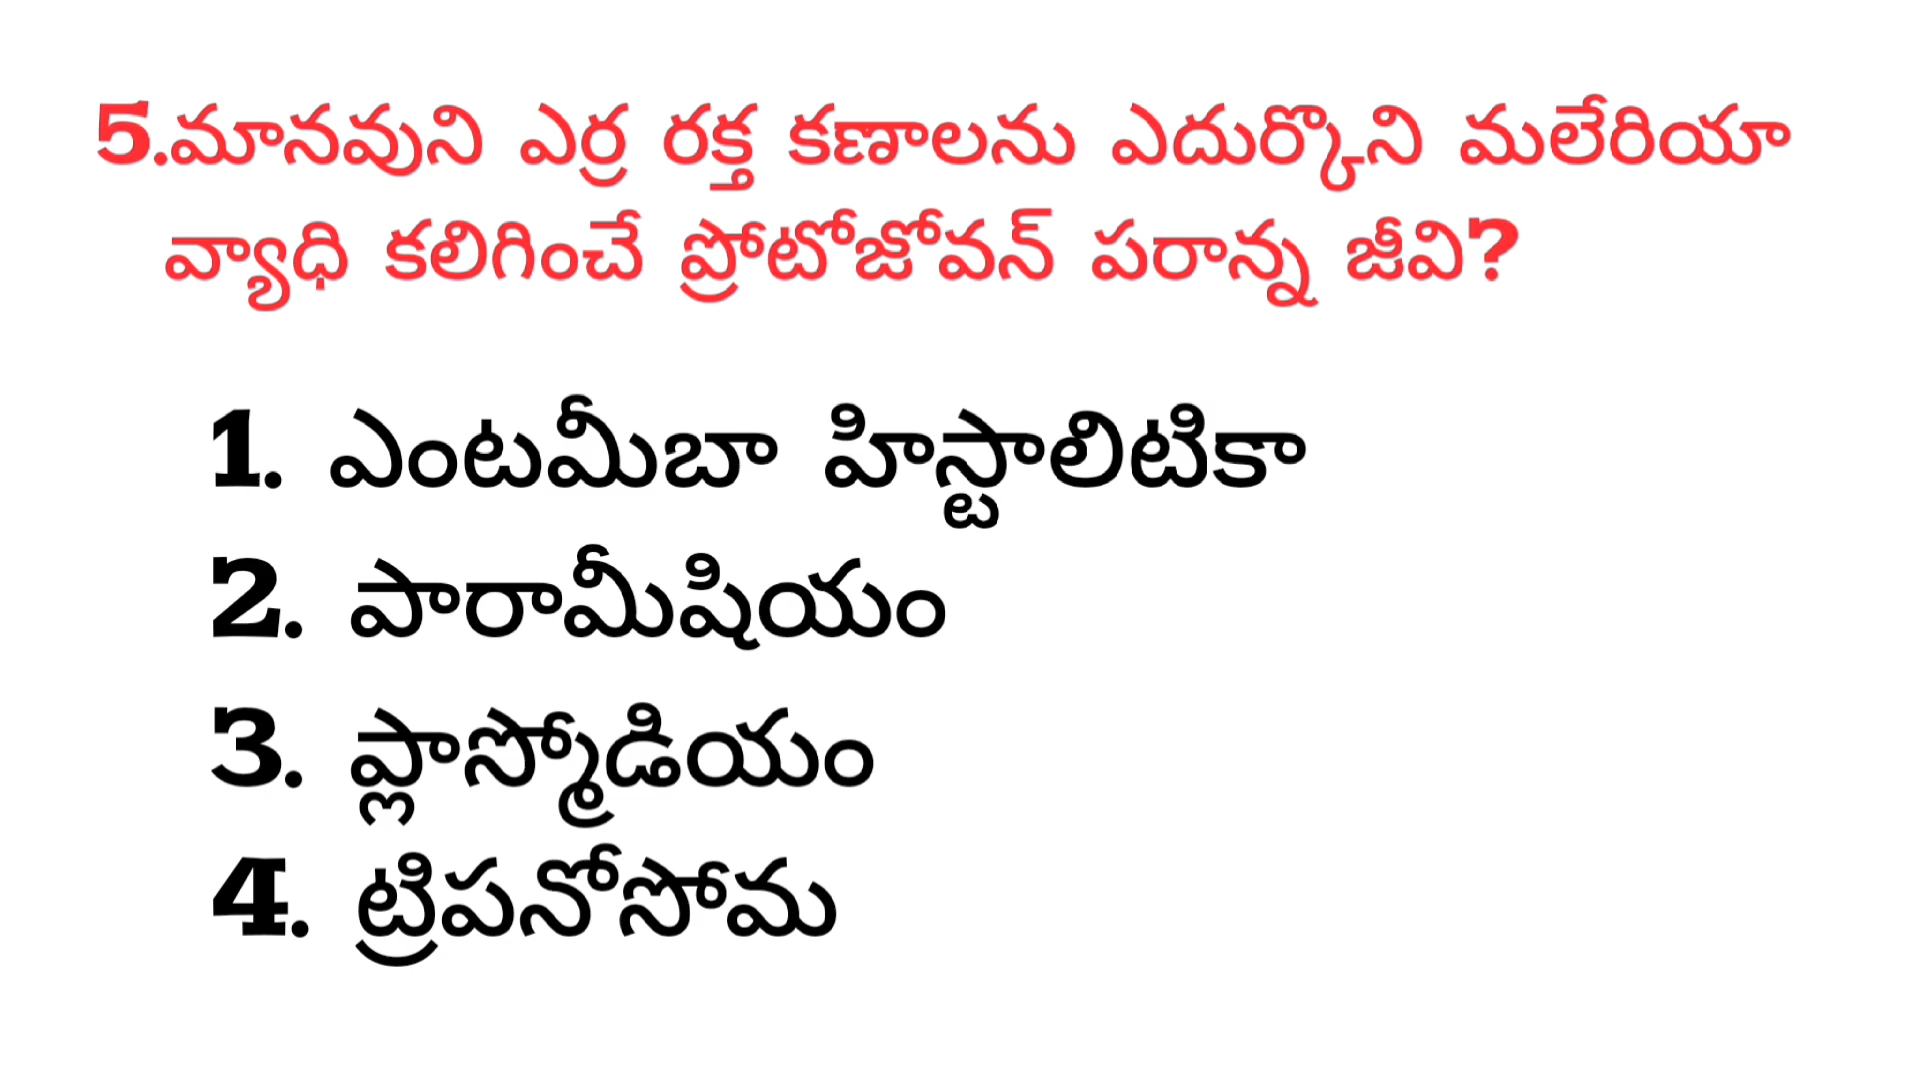 5.మానవుని ఎర్ర రక్త కణాలను ఎదుర్కొని మలేరియా
వ్యాధి కలిగించే ప్రోటోజోవన్ పరాన్న జీవి?
1. ఎంటమీబా హిస్టాలిటికా
2. పారామీషియం
3. ప్లాస్మోడియం
4. ట్రిపనోసోమ